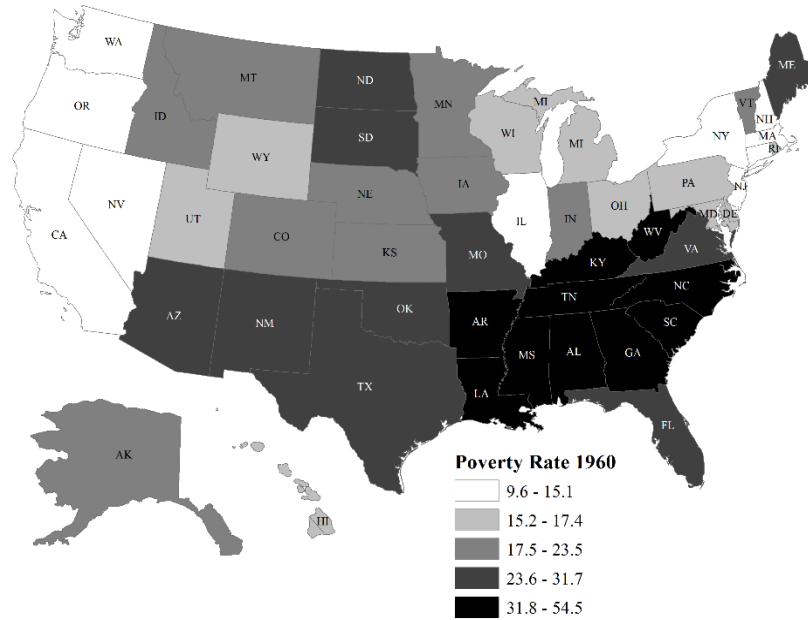 WA
MT
ND
ME
OR
ID
MN
VT
NH
SD
WI
MI
NY
MA
RI
WY
MI
NE
IA
PA
NJ
NV
UT
IL
IN
OH
MD
DE
CA
CO
KS
MO
WV
VA
KY
NC
AZ
NM
OK
TN
AR
SC
MS
AL
GA
TX
LA
FL
AK
HI
Poverty Rate 1960
9.6 - 15.1
15.2 - 17.4
17.5 - 23.5
23.6 - 31.7
31.8 - 54.5